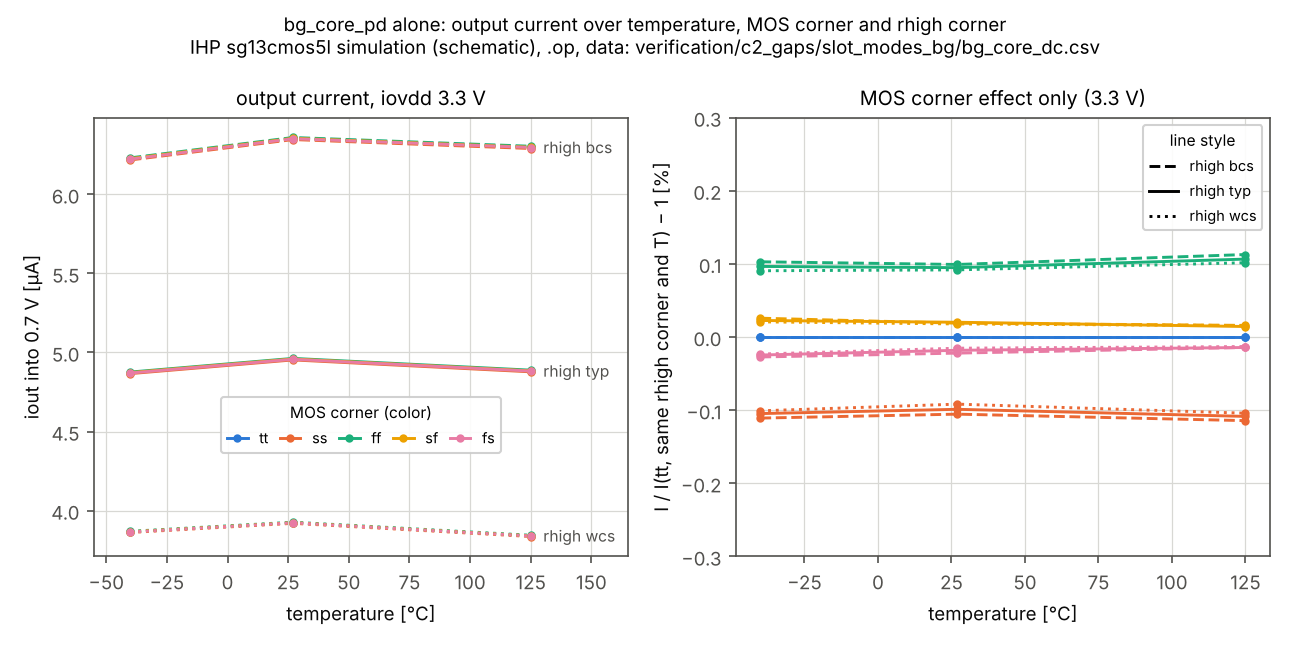 bg_core_pd alone: output current over temperature, MOS corner and rhigh corner
IHP sg13cmos5l simulation (schematic), .op, data: verification/c2_gaps/slot_modes_bg/bg_core_dc.csv
output current, iovdd 3.3 V
iout into 0.7 V [µA]
6.0
5.5
5.0
4.5
4.0
rhigh bcs
rhigh typ
rhigh wcs
MOS corner (color)
tt ss ff sf fs
−50 −25 0 25 50 75 100 125 150
temperature [°C]
MOS corner effect only (3.3 V)
I / I(tt, same rhigh corner and T) − 1 [%]
0.3
0.2
0.1
0.0
−0.1
−0.2
−0.3
line style
rhigh bcs
rhigh typ
rhigh wcs
−25 0 25 50 75 100 125
temperature [°C]